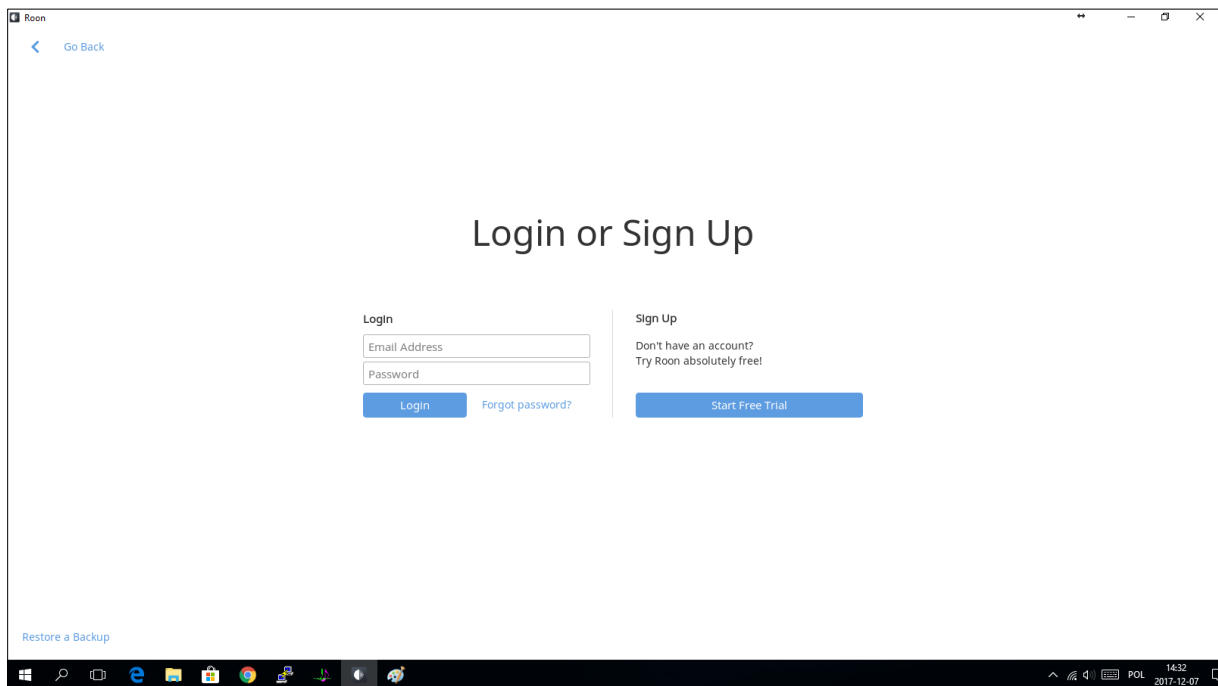 Roon
Go Back
Login or Sign Up
Login
Email Address
Password
Login
Forgot password?
Sign Up
Don't have an account?
Try Roon absolutely free!
Start Free Trial
Restore a Backup
POL
14:32
2017-12-07